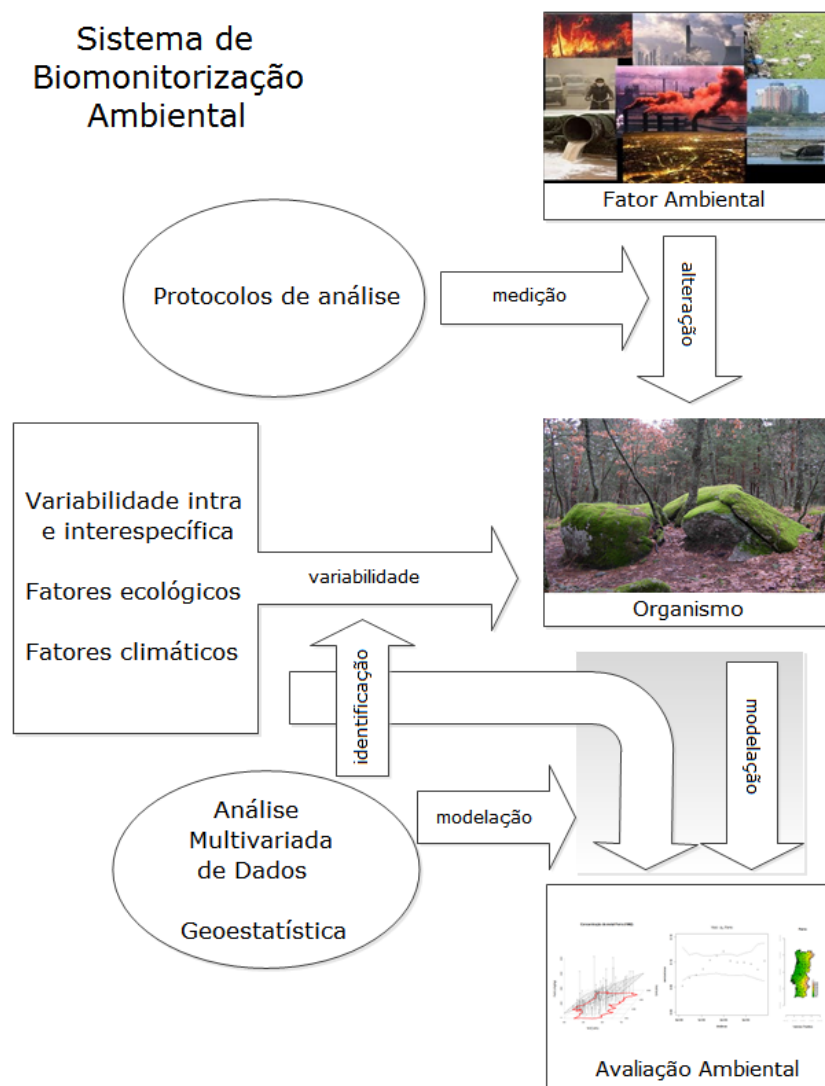 Sistema de
Biomonitorização
Ambiental
Fator Ambiental
Protocolos de análise
medição
alteração
Variabilidade intra
e interespecífica
Fatores ecológicos
Fatores climáticos
variabilidade
Organismo
identificação
modelação
Análise
Multivariada
de Dados
Geoestatística
modelação
Avaliação Ambiental